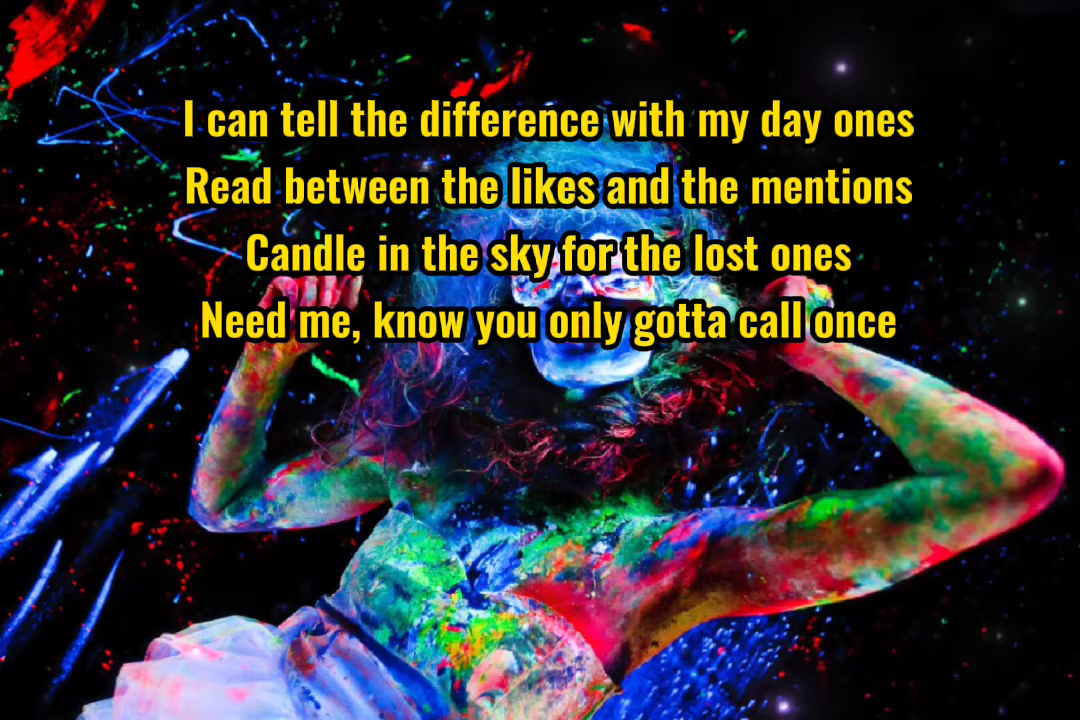 I can tell the difference with my day ones
Read between the likes and the mentions
Candle in the sky for the lost ones
Need me, know you only gotta call once